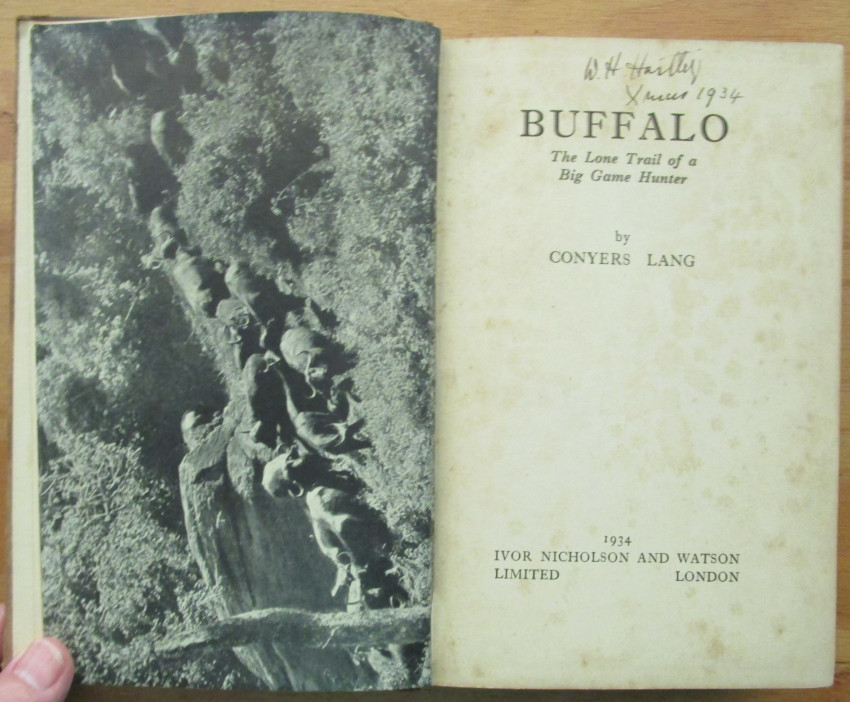 W. H. Hartley
Xmas 1934
BUFFALO
The Lone Trail of a
Big Game Hunter
by
CONYERS LANG
1934
IVOR NICHOLSON AND WATSON
LIMITED LONDON